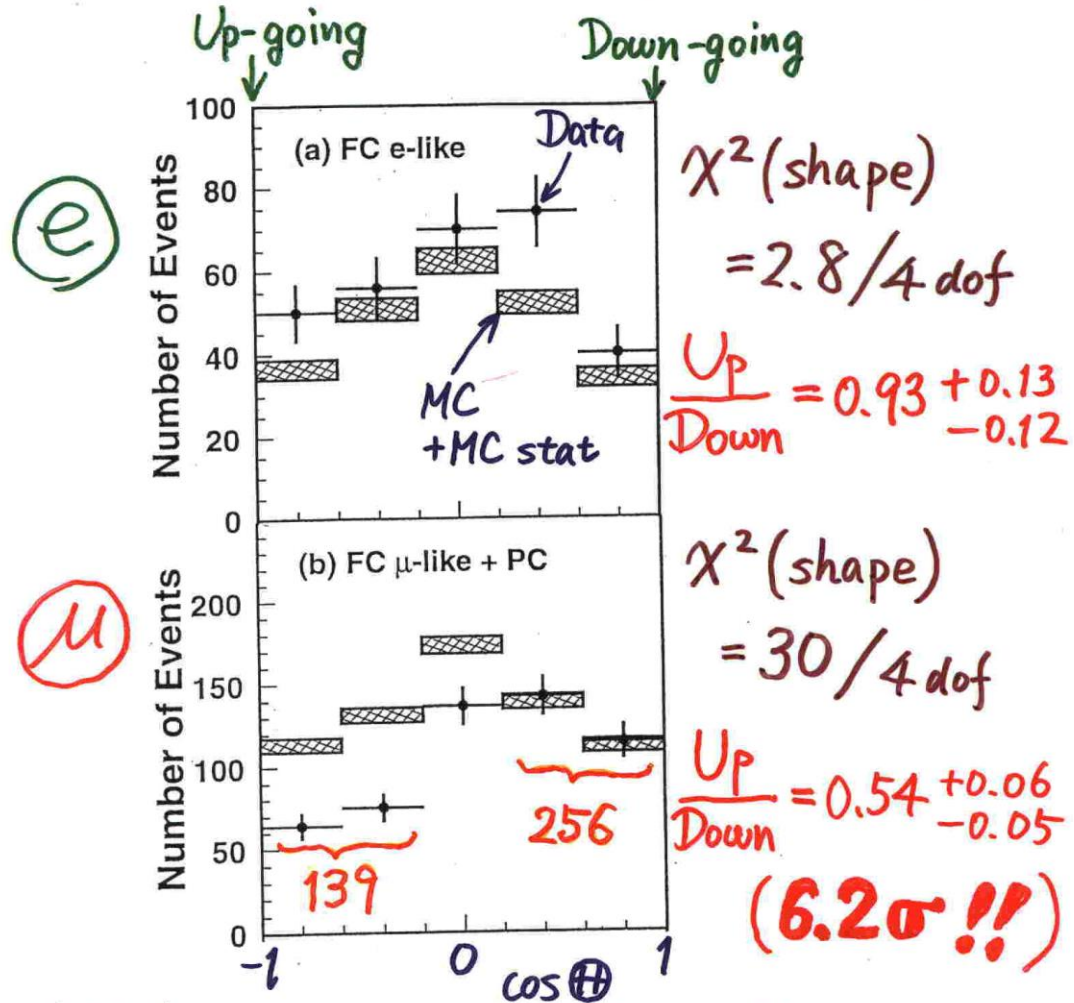 Up-going
Down-going
100
80
60
40
20
0
Number of Events
(a) FC e-like
Data
MC
+MC stat
e
χ² (shape)
= 2.8 / 4 dof
Up
Down
= 0.93 +0.13
-0.12
200
150
100
50
0
Number of Events
(b) FC μ-like + PC
139
256
μ
χ² (shape)
= 30 / 4 dof
Up
Down
= 0.54 +0.06
-0.05
(6.2σ !!)
-1
0
1
cos Θ